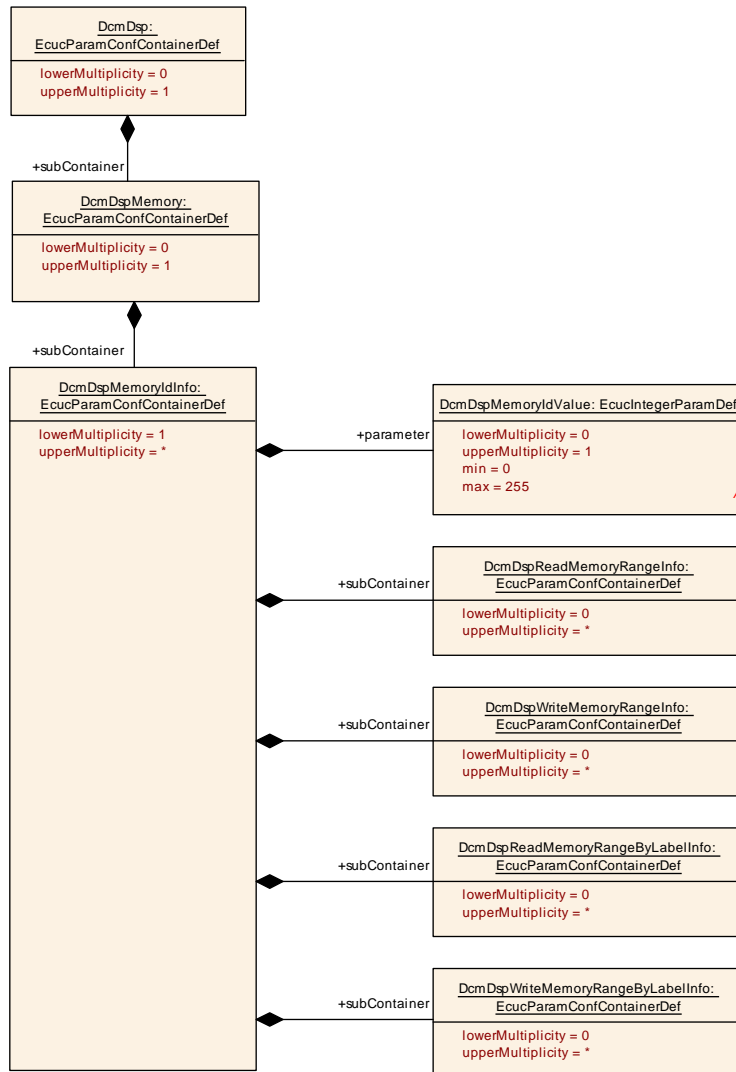 DcmDsp:
EcucParamConfContainerDef
lowerMultiplicity = 0
upperMultiplicity = 1
+subContainer
DcmDspMemory:
EcucParamConfContainerDef
lowerMultiplicity = 0
upperMultiplicity = 1
+subContainer
DcmDspMemoryIdInfo:
EcucParamConfContainerDef
lowerMultiplicity = 1
upperMultiplicity = *
+parameter
DcmDspMemoryIdValue: EcucIntegerParamDef
lowerMultiplicity = 0
upperMultiplicity = 1
min = 0
max = 255
+subContainer
DcmDspReadMemoryRangeInfo:
EcucParamConfContainerDef
lowerMultiplicity = 0
upperMultiplicity = *
+subContainer
DcmDspWriteMemoryRangeInfo:
EcucParamConfContainerDef
lowerMultiplicity = 0
upperMultiplicity = *
+subContainer
DcmDspReadMemoryRangeByLabelInfo:
EcucParamConfContainerDef
lowerMultiplicity = 0
upperMultiplicity = *
+subContainer
DcmDspWriteMemoryRangeByLabelInfo:
EcucParamConfContainerDef
lowerMultiplicity = 0
upperMultiplicity = *